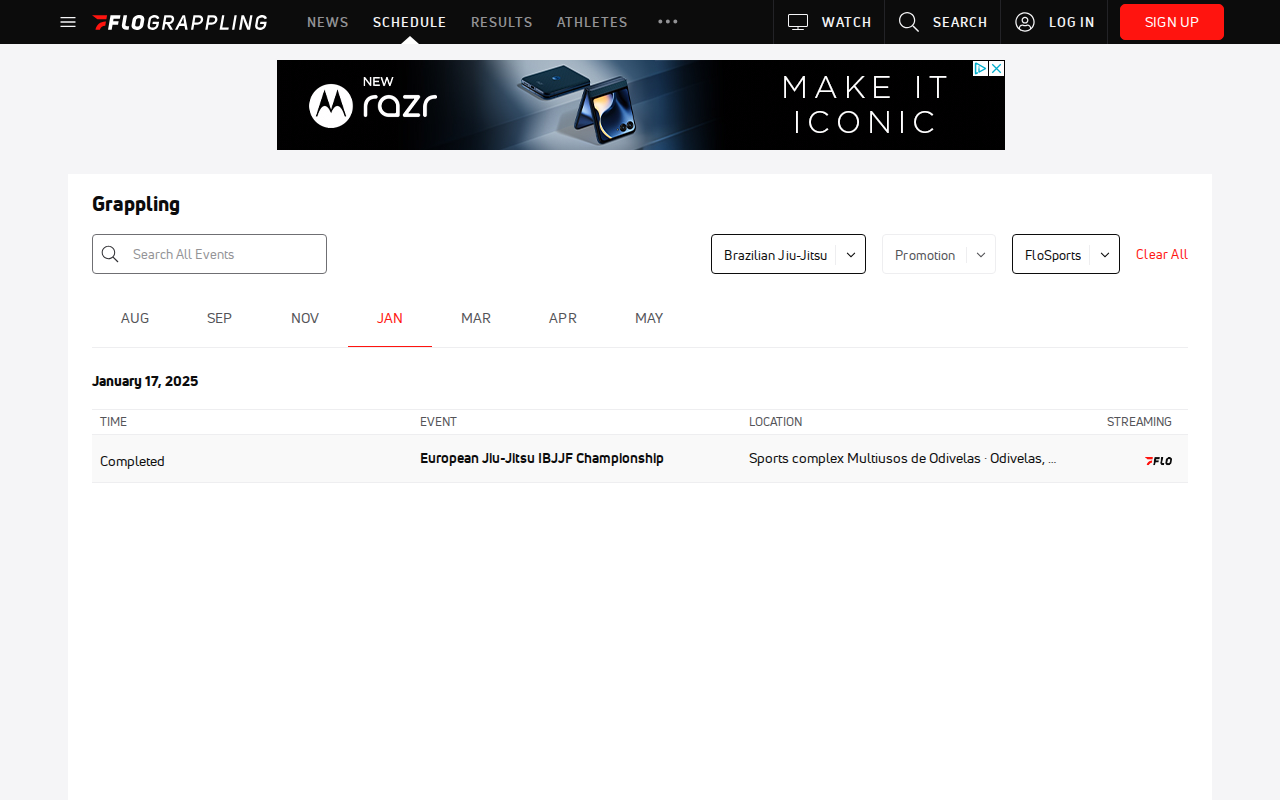 FLOGRAPPLING NEWS SCHEDULE RESULTS ATHLETES ••• WATCH SEARCH LOG IN SIGN UP
NEW
razr
MAKE IT
ICONIC
Grappling
Search All Events Brazilian Jiu-Jitsu Promotion FloSports Clear All
AUG SEP NOV JAN MAR APR MAY
January 17, 2025
TIME EVENT LOCATION STREAMING
Completed European Jiu-Jitsu IBJJF Championship Sports complex Multiusos de Odivelas · Odivelas, ... FLO